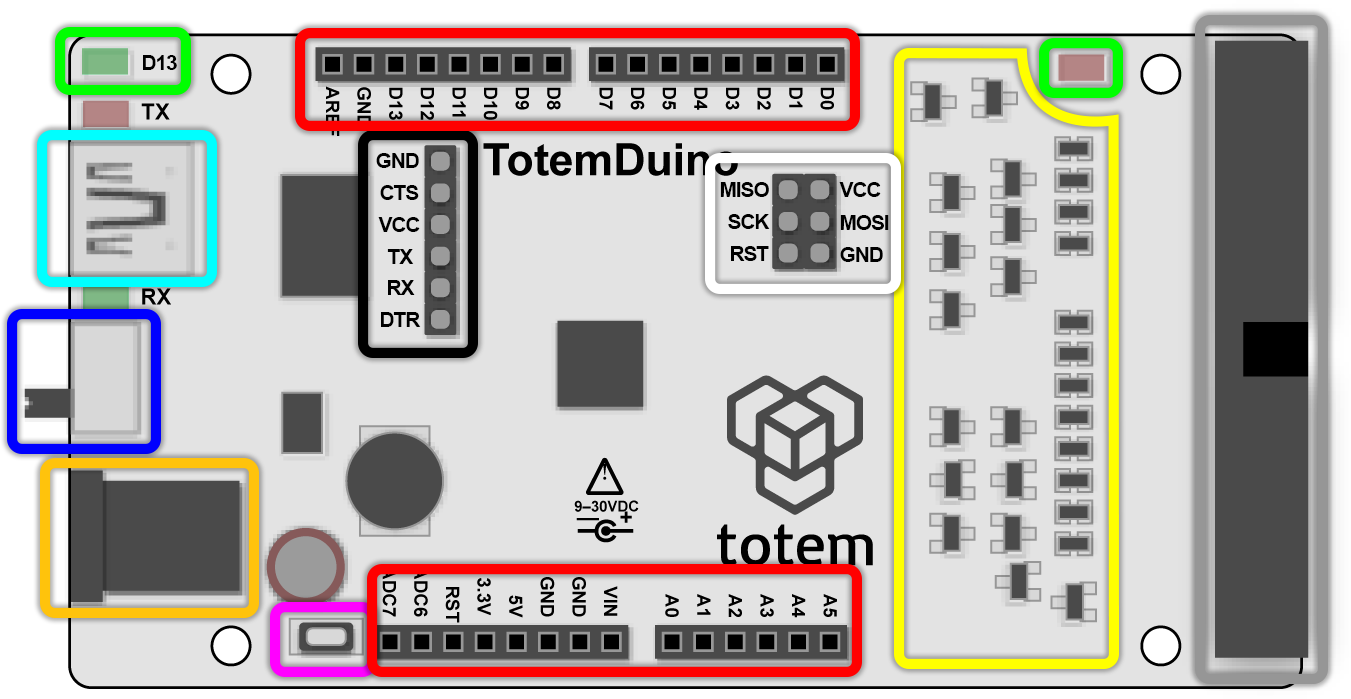 D13
TX
RX
AREF GND D13 D12 D11 D10 D9 D8 D7 D6 D5 D4 D3 D2 D1 D0
TotemDuino
GND
CTS
VCC
TX
RX
DTR
MISO VCC
SCK MOSI
RST GND
9–30VDC
+
totem
ADC7 ADC6 RST 3.3V 5V GND GND VIN A0 A1 A2 A3 A4 A5